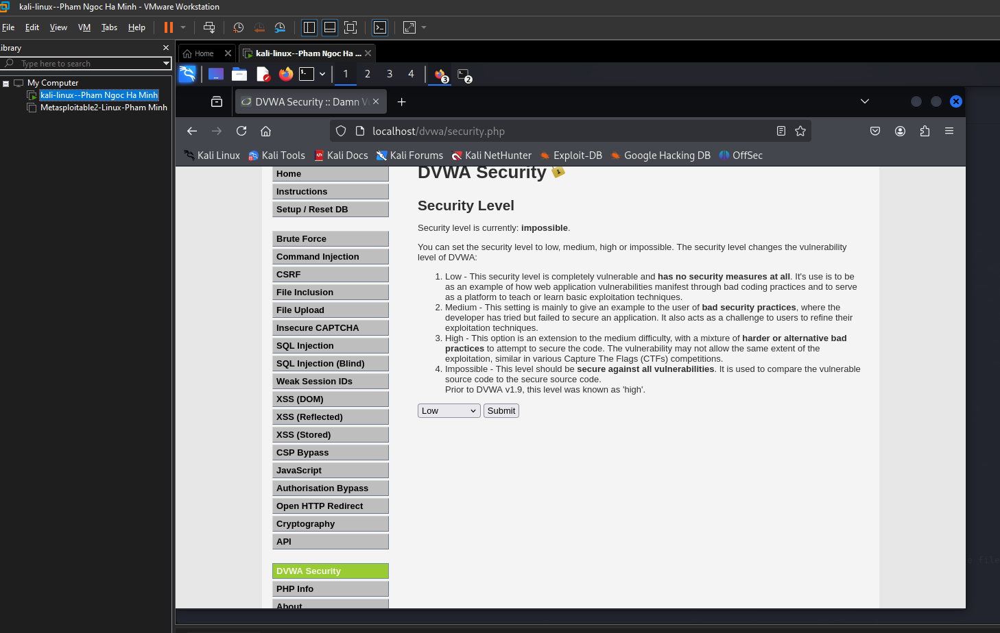 kali-linux--Pham Ngoc Ha Minh - VMware Workstation
File Edit View VM Tabs Help
ibrary
Type here to search
My Computer
kali-linux--Pham Ngoc Ha Minh
Metasploitable2-Linux-Pham Minh
Home
kali-linux--Pham Ngoc Ha ...
1 2 3 4 3 2
DVWA Security :: Damn Vu
localhost/dvwa/security.php
Kali Linux Kali Tools Kali Docs Kali Forums Kali NetHunter Exploit-DB Google Hacking DB OffSec
Home
Instructions
Setup / Reset DB
Brute Force
Command Injection
CSRF
File Inclusion
File Upload
Insecure CAPTCHA
SQL Injection
SQL Injection (Blind)
Weak Session IDs
XSS (DOM)
XSS (Reflected)
XSS (Stored)
CSP Bypass
JavaScript
Authorisation Bypass
Open HTTP Redirect
Cryptography
API
DVWA Security
PHP Info
About
DVWA Security
Security Level
Security level is currently: impossible.
You can set the security level to low, medium, high or impossible. The security level changes the vulnerability
level of DVWA:
1. Low - This security level is completely vulnerable and has no security measures at all. It's use is to be
as an example of how web application vulnerabilities manifest through bad coding practices and to serve
as a platform to teach or learn basic exploitation techniques.
2. Medium - This setting is mainly to give an example to the user of bad security practices, where the
developer has tried but failed to secure an application. It also acts as a challenge to users to refine their
exploitation techniques.
3. High - This option is an extension to the medium difficulty, with a mixture of harder or alternative bad
practices to attempt to secure the code. The vulnerability may not allow the same extent of the
exploitation, similar in various Capture The Flags (CTFs) competitions.
4. Impossible - This level should be secure against all vulnerabilities. It is used to compare the vulnerable
source code to the secure source code.
Prior to DVWA v1.9, this level was known as 'high'.
Low Submit
file